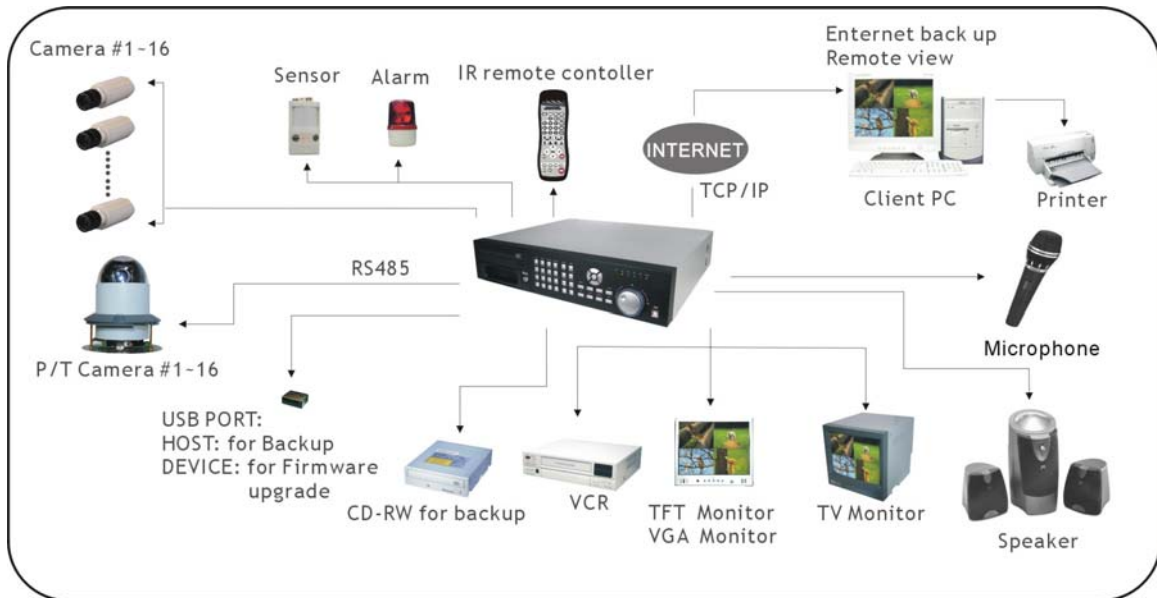 Camera #1~16
Sensor
Alarm
IR remote contoller
Enternet back up
Remote view
INTERNET
TCP/IP
Client PC
Printer
RS485
P/T Camera #1~16
Microphone
USB PORT:
HOST: for Backup
DEVICE: for Firmware
upgrade
CD-RW for backup
VCR
TFT Monitor
VGA Monitor
TV Monitor
Speaker